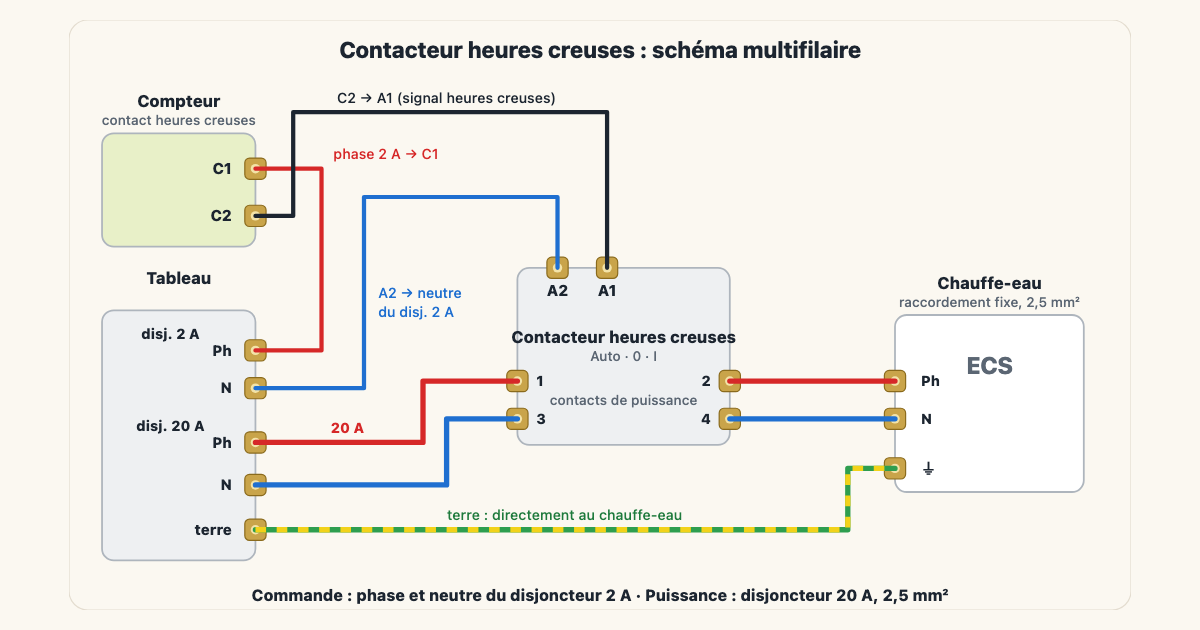 Contacteur heures creuses : schéma multifilaire
Compteur
contact heures creuses
C2 → A1 (signal heures creuses)
phase 2 A → C1
C1
C2
Tableau
disj. 2 A
Ph
N
disj. 20 A
Ph
N
terre
A2 → neutre
du disj. 2 A
20 A
A2
A1
Contacteur heures creuses
Auto · 0 · I
1
2
contacts de puissance
3
4
Chauffe-eau
raccordement fixe, 2,5 mm²
ECS
Ph
N
terre : directement au chauffe-eau
Commande : phase et neutre du disjoncteur 2 A · Puissance : disjoncteur 20 A, 2,5 mm²